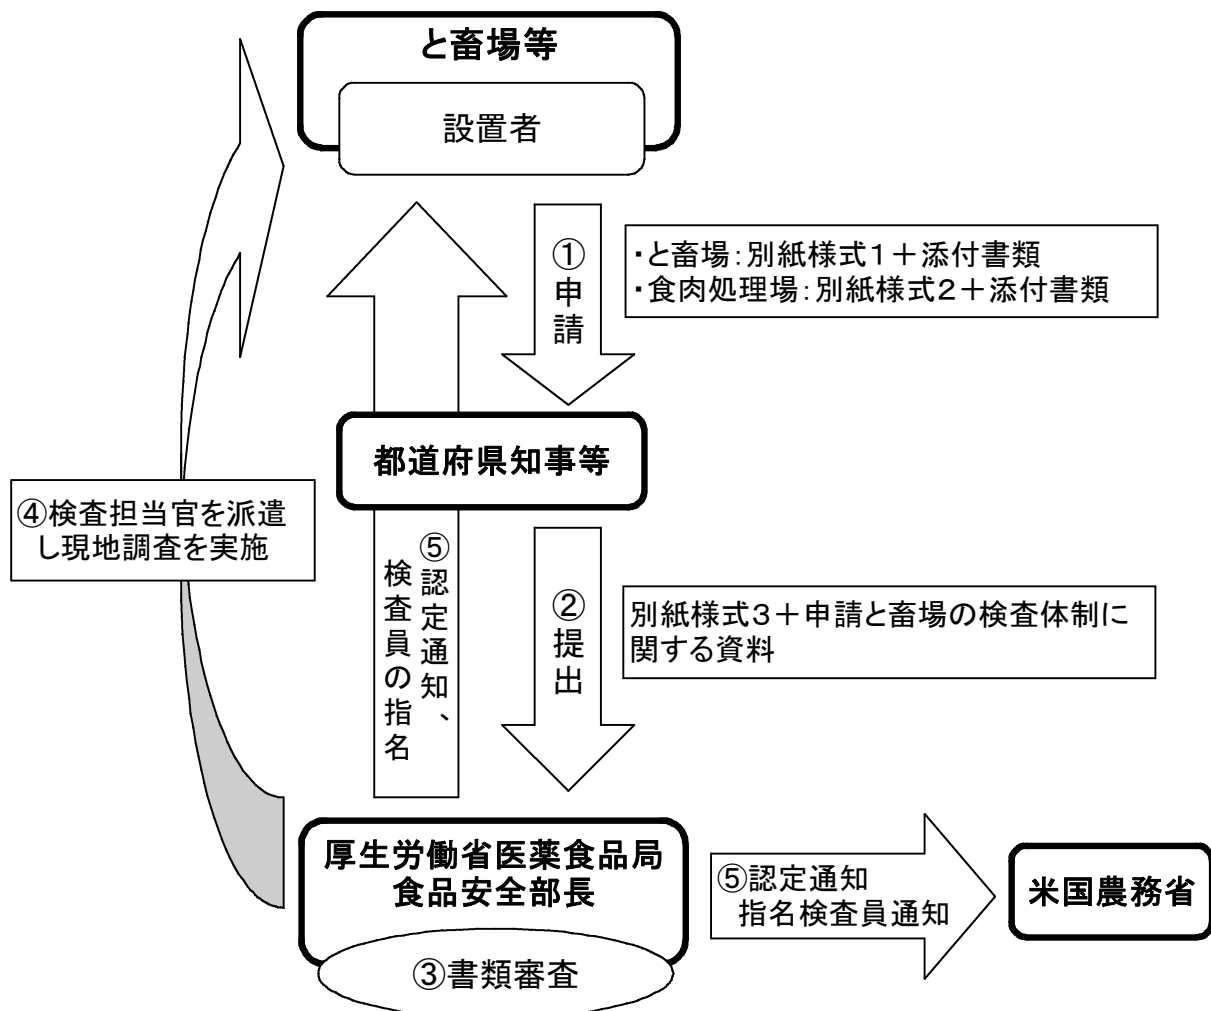 と畜場等
設置者
①申請
・と畜場：別紙様式１＋添付書類
・食肉処理場：別紙様式２＋添付書類
都道府県知事等
④検査担当官を派遣
し現地調査を実施
⑤認定通知、
検査員の指名
②提出
別紙様式３＋申請と畜場の検査体制に
関する資料
厚生労働省医薬食品局
食品安全部長
③書類審査
⑤認定通知
指名検査員通知
米国農務省